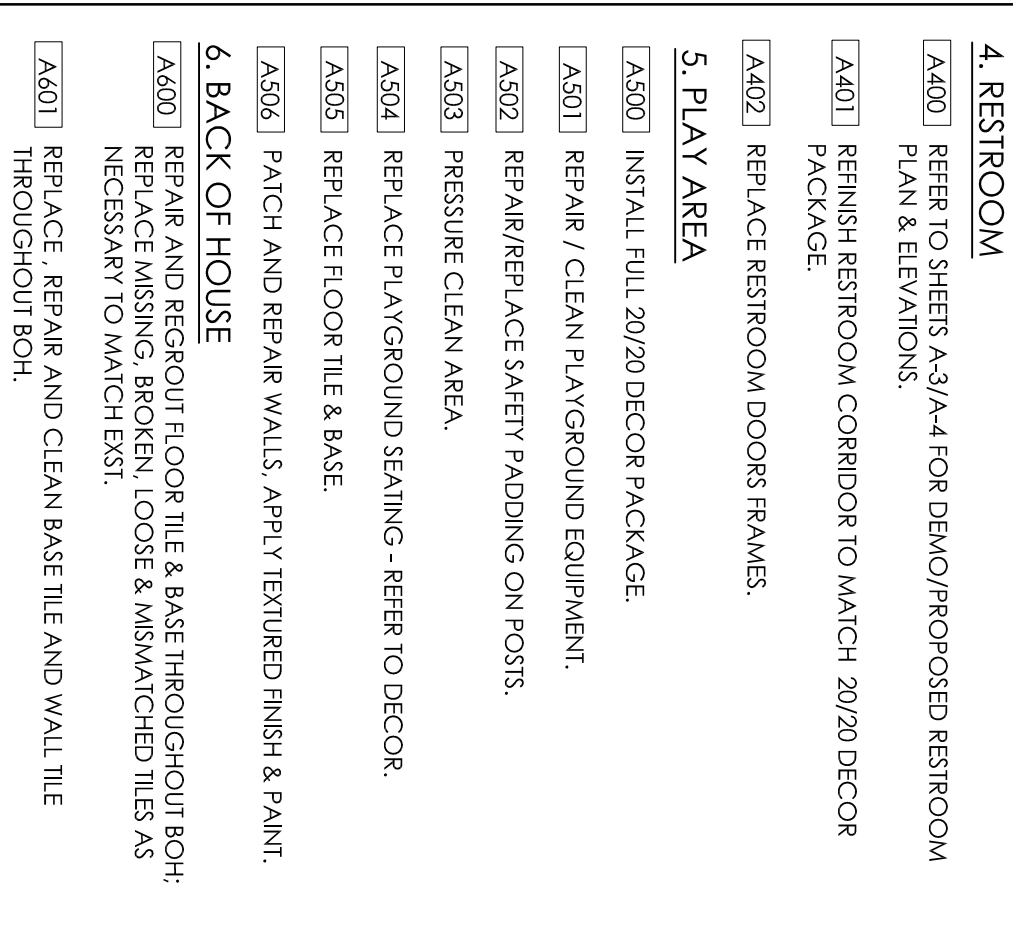 4. RESTROOM
A400 REFER TO SHEETS A-3/A-4 FOR DEMO/PROPOSED RESTROOM
PLAN & ELEVATIONS.
A401 REFINISH RESTROOM CORRIDOR TO MATCH 20/20 DECOR
PACKAGE.
A402 REPLACE RESTROOM DOORS FRAMES.
5. PLAY AREA
A500 INSTALL FULL 20/20 DECOR PACKAGE.
A501 REPAIR / CLEAN PLAYGROUND EQUIPMENT.
A502 REPAIR/REPLACE SAFETY PADDING ON POSTS.
A503 PRESSURE CLEAN AREA.
A504 REPLACE PLAYGROUND SEATING - REFER TO DECOR.
A505 REPLACE FLOOR TILE & BASE.
A506 PATCH AND REPAIR WALLS, APPLY TEXTURED FINISH & PAINT.
6. BACK OF HOUSE
A600 REPAIR AND REGROUT FLOOR TILE & BASE THROUGHOUT BOH;
REPLACE MISSING, BROKEN, LOOSE & MISMATCHED TILES AS
NECESSARY TO MATCH EXST.
A601 REPLACE , REPAIR AND CLEAN BASE TILE AND WALL TILE
THROUGHOUT BOH.